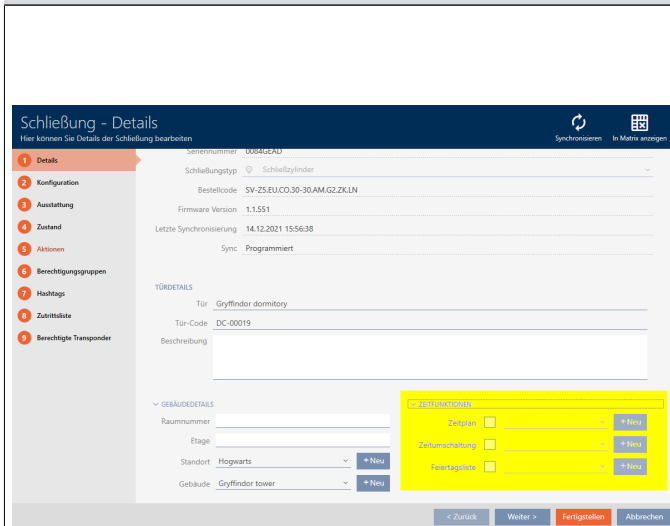 Schließung - Details
Hier können Sie Details der Schließung bearbeiten
Synchronisieren
In Matrix anzeigen
1 Details
2 Konfiguration
3 Ausstattung
4 Zustand
5 Aktionen
6 Berechtigungsgruppen
7 Hashtags
8 Zutrittsliste
9 Berechtigte Transponder
Seriennummer 0084GEAD
Schließungstyp Schließzylinder
Bestellcode SV-Z5.EU.CO.30-30.AM.G2.ZK.LN
Firmware Version 1.1.551
Letzte Synchronisierung 14.12.2021 15:56:38
Sync Programmiert
TÜRDETAILS
Tür Gryffindor dormitory
Tür-Code DC-00019
Beschreibung
GEBÄUDEDETAILS
Raumnummer
Etage
Standort Hogwarts + Neu
Gebäude Gryffindor tower + Neu
ZEITFUNKTIONEN
Zeitplan + Neu
Zeitumschaltung + Neu
Feiertagsliste + Neu
< Zurück Weiter > Fertigstellen Abbrechen